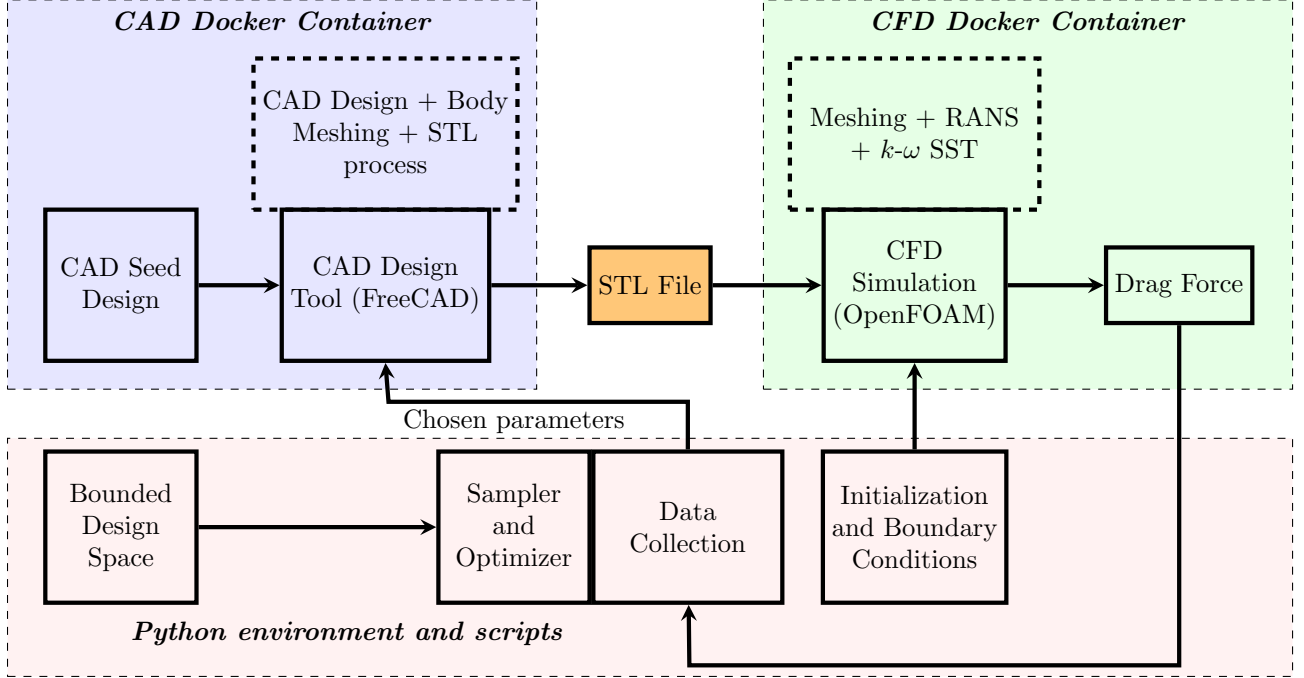 CAD Docker Container
CFD Docker Container
CAD Design + Body
Meshing + STL
process
Meshing + RANS
+ k-ω SST
CAD Seed
Design
CAD Design
Tool (FreeCAD)
STL File
CFD
Simulation
(OpenFOAM)
Drag Force
Chosen parameters
Bounded
Design
Space
Sampler
and
Optimizer
Data
Collection
Initialization
and Boundary
Conditions
Python environment and scripts